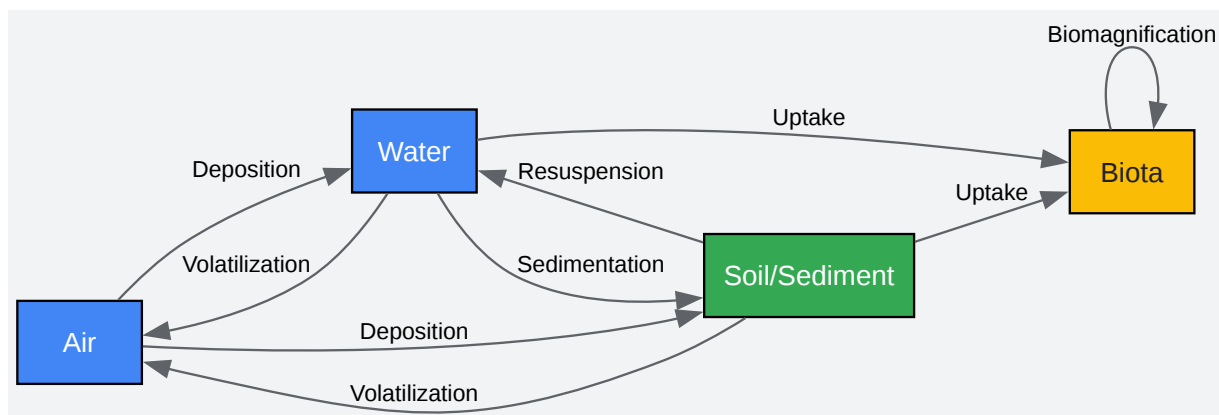 Biomagnification
Uptake
Water
Deposition
Resuspension
Biota
Uptake
Volatilization
Sedimentation
Soil/Sediment
Air
Deposition
Volatilization